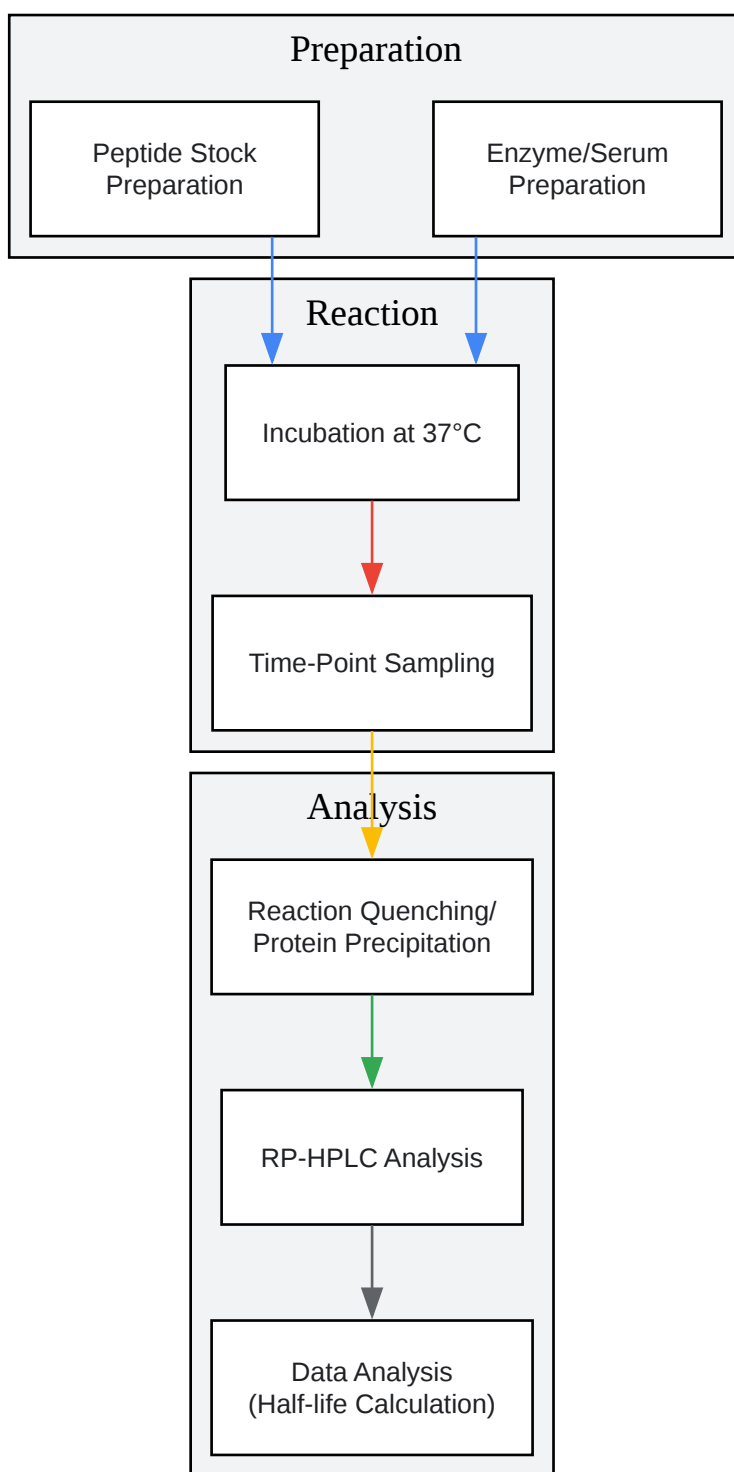 Preparation
Peptide Stock
Preparation
Enzyme/Serum
Preparation
Reaction
Incubation at 37°C
Time-Point Sampling
Analysis
Reaction Quenching/
Protein Precipitation
RP-HPLC Analysis
Data Analysis
(Half-life Calculation)